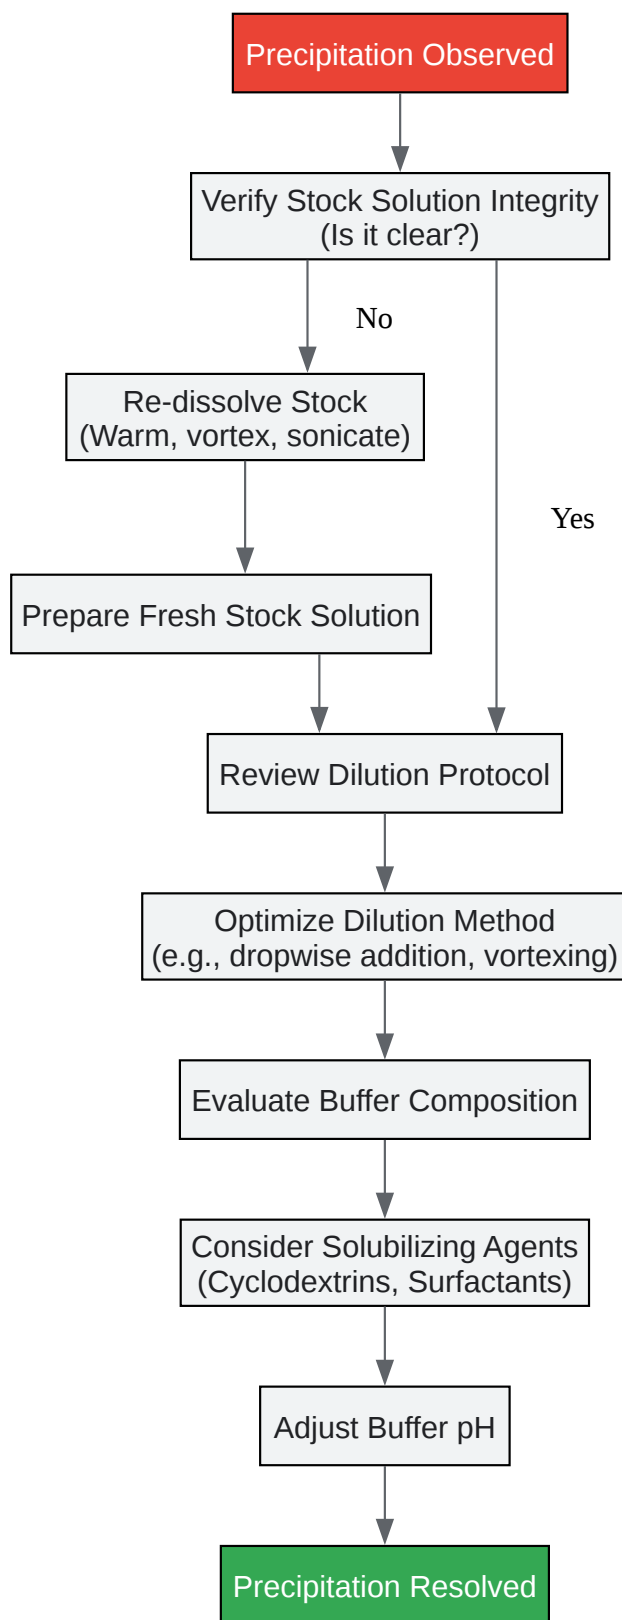 Precipitation Observed
Verify Stock Solution Integrity
(Is it clear?)
No
Re-dissolve Stock
(Warm, vortex, sonicate)
Yes
Prepare Fresh Stock Solution
Review Dilution Protocol
Optimize Dilution Method
(e.g., dropwise addition, vortexing)
Evaluate Buffer Composition
Consider Solubilizing Agents
(Cyclodextrins, Surfactants)
Adjust Buffer pH
Precipitation Resolved